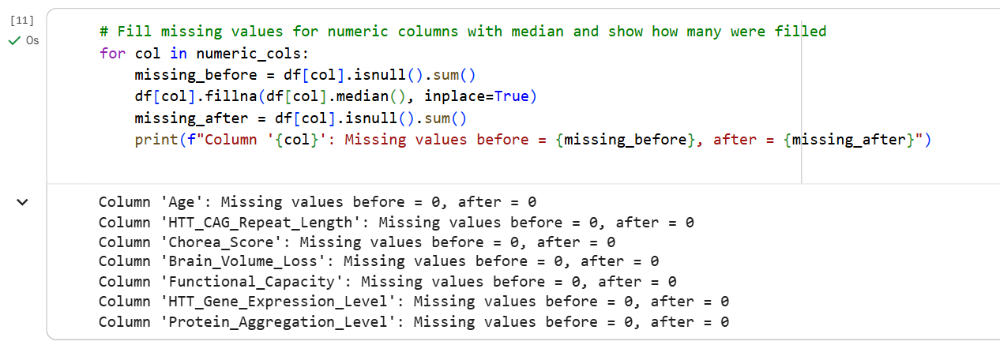 [11]
0s
# Fill missing values for numeric columns with median and show how many were filled
for col in numeric_cols:
    missing_before = df[col].isnull().sum()
    df[col].fillna(df[col].median(), inplace=True)
    missing_after = df[col].isnull().sum()
    print(f"Column '{col}': Missing values before = {missing_before}, after = {missing_after}")
Column 'Age': Missing values before = 0, after = 0
Column 'HTT_CAG_Repeat_Length': Missing values before = 0, after = 0
Column 'Chorea_Score': Missing values before = 0, after = 0
Column 'Brain_Volume_Loss': Missing values before = 0, after = 0
Column 'Functional_Capacity': Missing values before = 0, after = 0
Column 'HTT_Gene_Expression_Level': Missing values before = 0, after = 0
Column 'Protein_Aggregation_Level': Missing values before = 0, after = 0